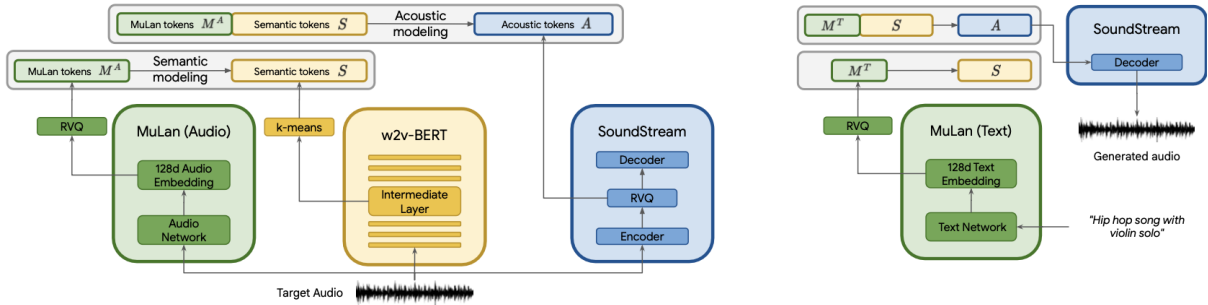 MuLan tokens M^A Semantic tokens S Acoustic modeling Acoustic tokens A
MuLan tokens M^A Semantic modeling Semantic tokens S
RVQ
MuLan (Audio)
128d Audio
Embedding
Audio
Network
k-means
w2v-BERT
Intermediate
Layer
SoundStream
Decoder
RVQ
Encoder
Target Audio
M^T S A
M^T S
SoundStream
Decoder
Generated audio
RVQ
MuLan (Text)
128d Text
Embedding
Text Network
"Hip hop song with
violin solo"